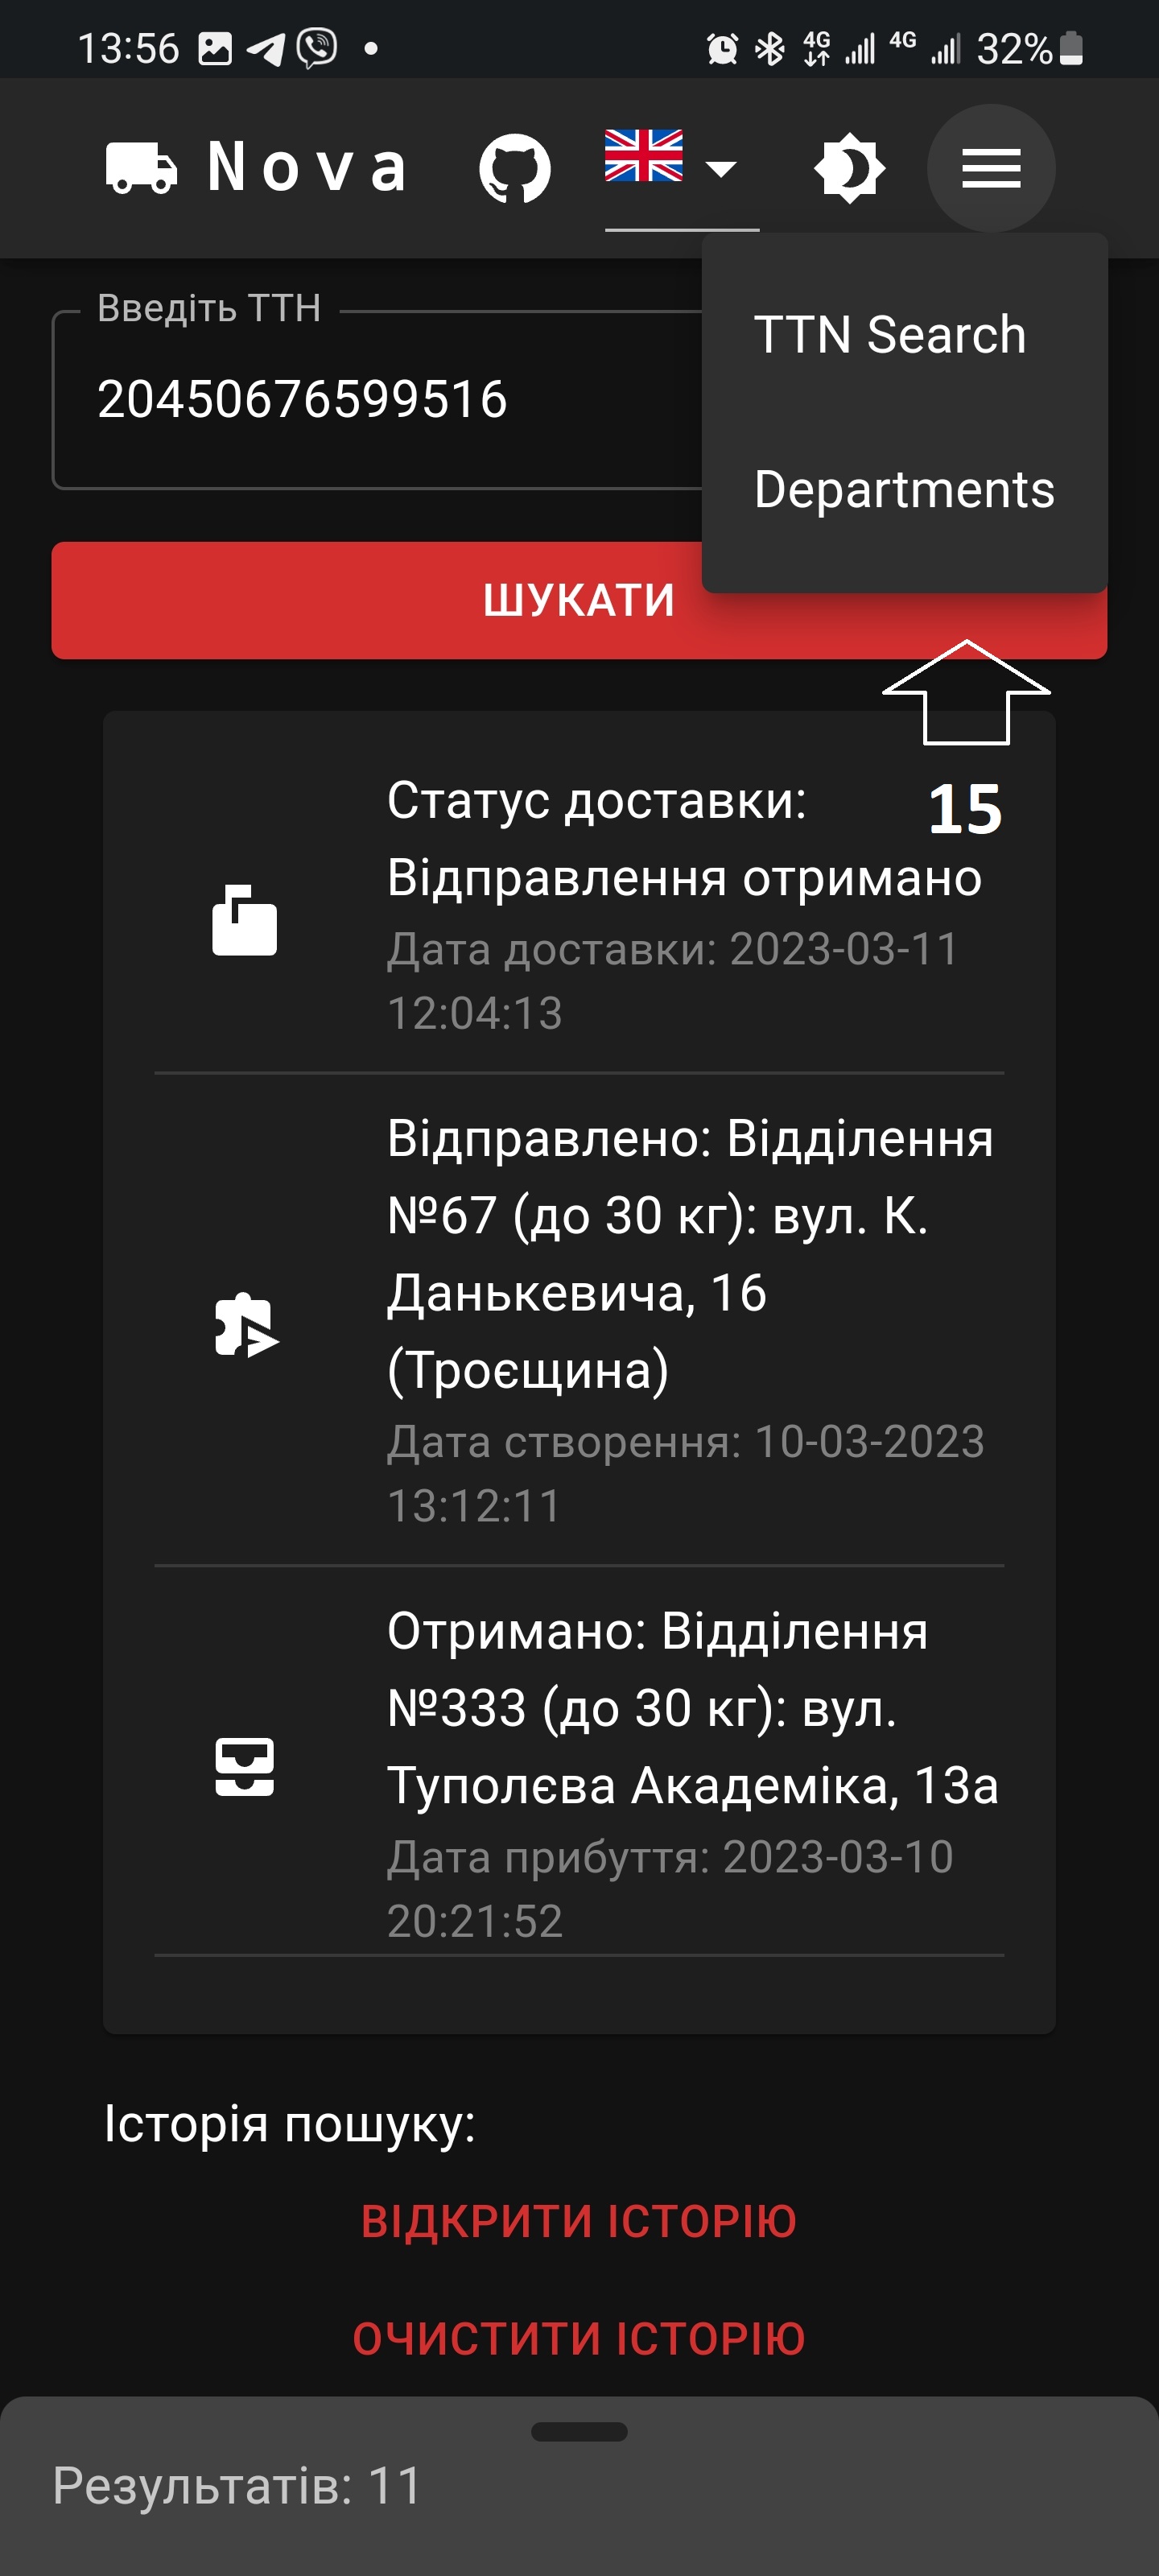 13:56 4G 4G 32%
Nova
Введіть ТТН
20450676599516
TTN Search
Departments
ШУКАТИ
15
Статус доставки:
Відправлення отримано
Дата доставки: 2023-03-11
12:04:13
Відправлено: Відділення
№67 (до 30 кг): вул. К.
Данькевича, 16
(Троєщина)
Дата створення: 10-03-2023
13:12:11
Отримано: Відділення
№333 (до 30 кг): вул.
Туполєва Академіка, 13а
Дата прибуття: 2023-03-10
20:21:52
Історія пошуку:
ВІДКРИТИ ІСТОРІЮ
ОЧИСТИТИ ІСТОРІЮ
Результатів: 11